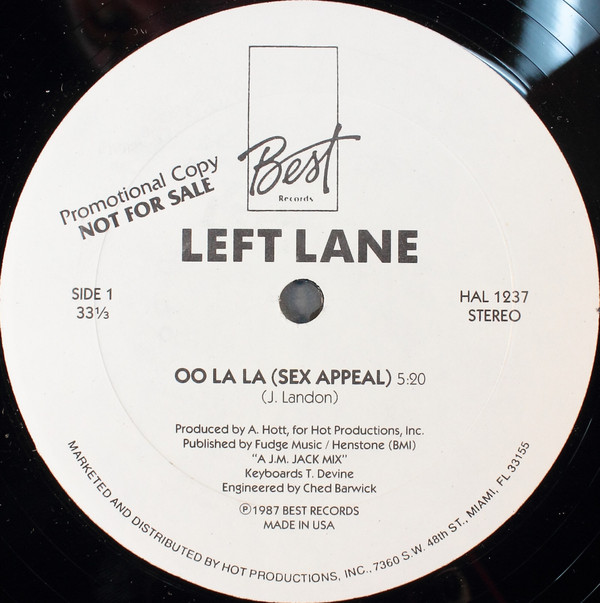 Best
Records
Promotional Copy
NOT FOR SALE
LEFT LANE
SIDE 1
33⅓
HAL 1237
STEREO
OO LA LA (SEX APPEAL) 5:20
(J. Landon)
Produced by A. Hott, for Hot Productions, Inc.
Published by Fudge Music / Henstone (BMI)
"A J.M. JACK MIX"
Keyboards T. Devine
Engineered by Ched Barwick
℗1987 BEST RECORDS
MADE IN USA
MARKETED AND DISTRIBUTED BY HOT PRODUCTIONS, INC., 7360 S.W. 48th ST., MIAMI, FL 33155